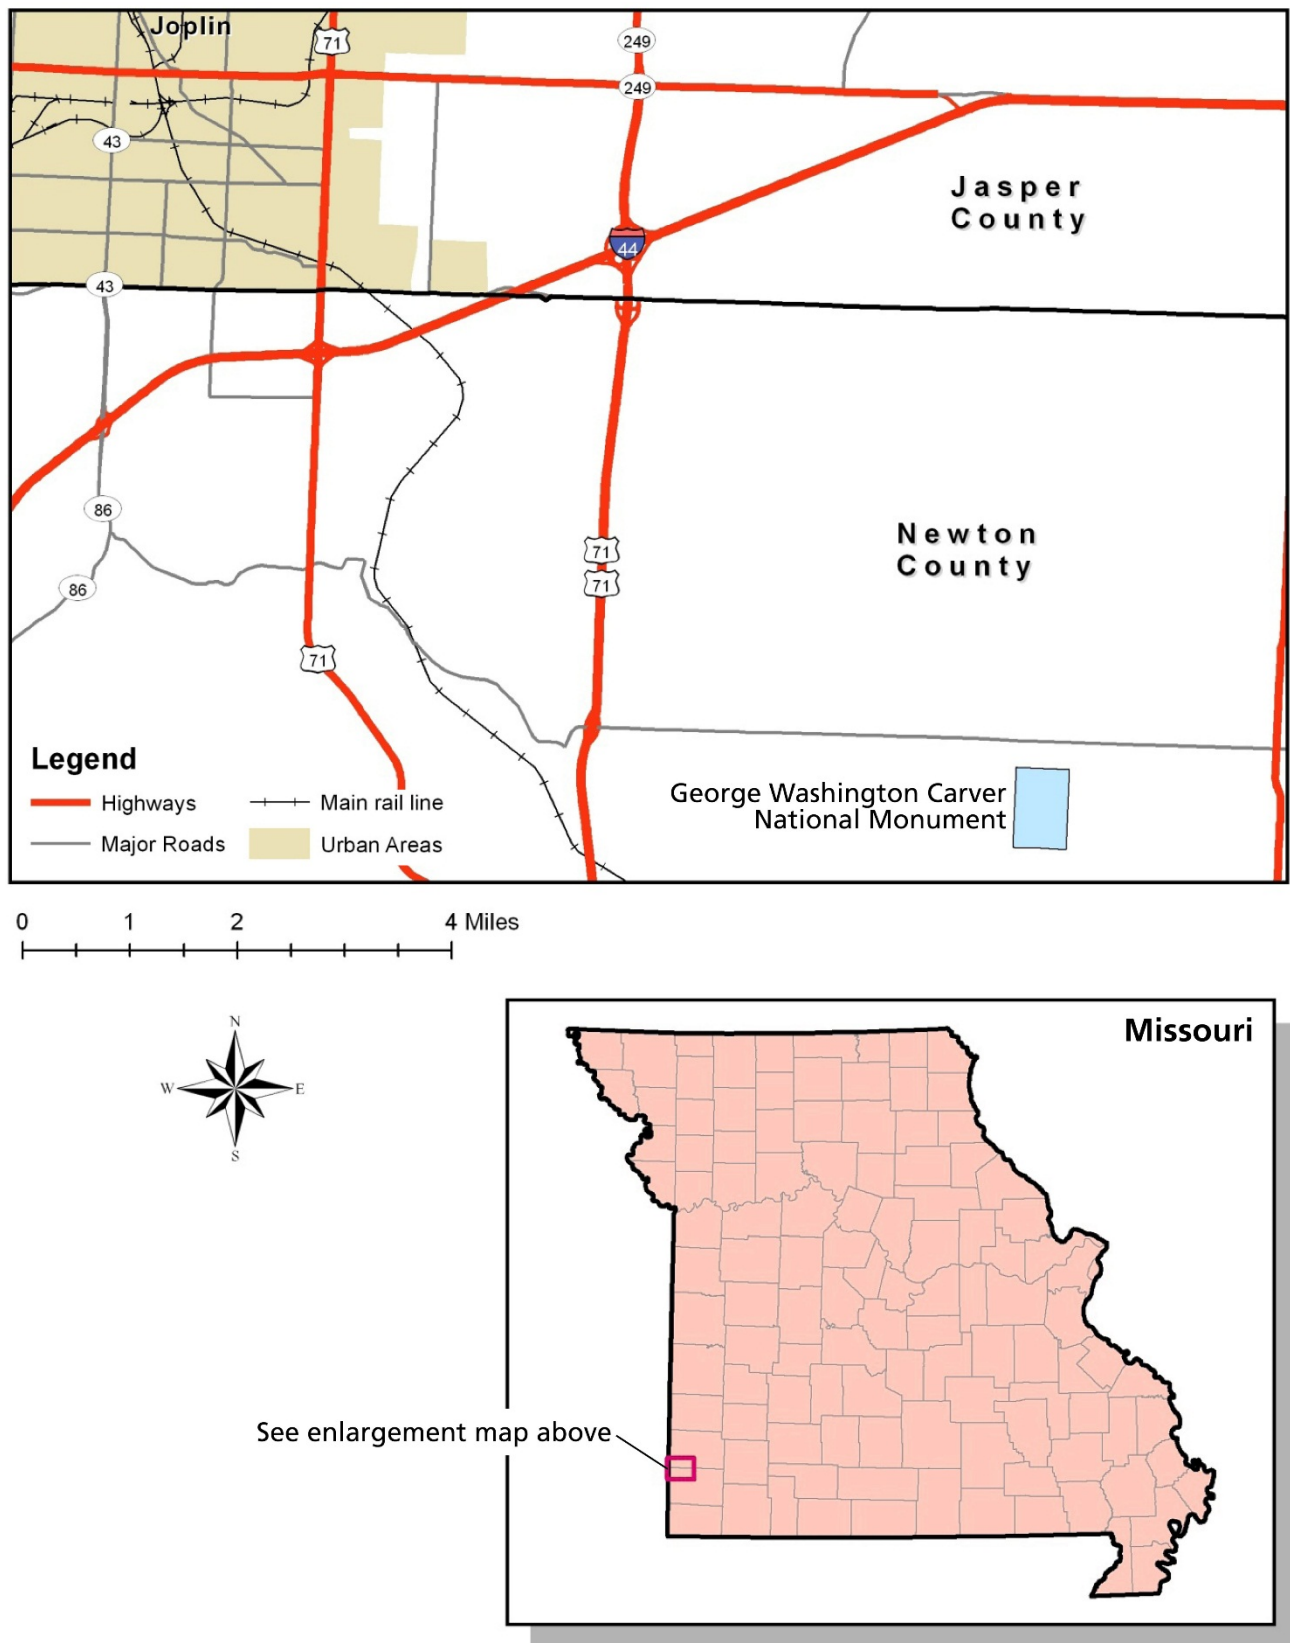 Joplin
71
249
249
43
Jasper
County
44
43
86
Newton
County
71
71
86
71
Legend
Highways
Main rail line
Major Roads
Urban Areas
George Washington Carver
National Monument
0 1 2 4 Miles
N
W E
S
Missouri
See enlargement map above